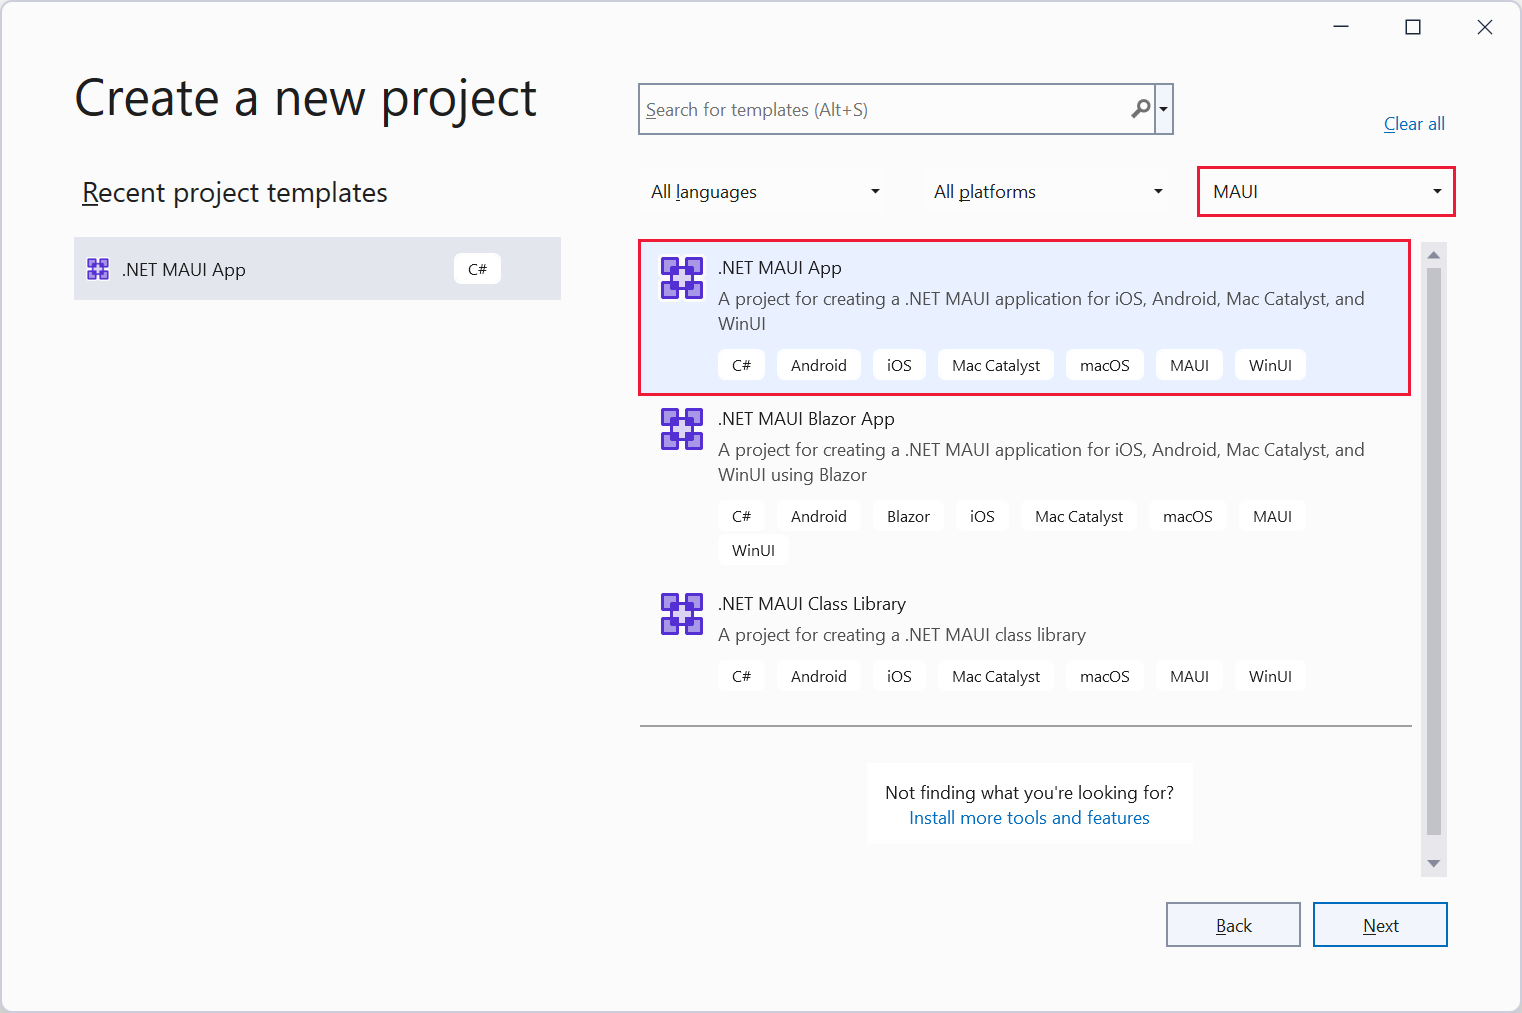 Create a new project
Search for templates (Alt+S)
Clear all
Recent project templates
All languages
All platforms
MAUI
.NET MAUI App
C#
.NET MAUI App
A project for creating a .NET MAUI application for iOS, Android, Mac Catalyst, and
WinUI
C# Android iOS Mac Catalyst macOS MAUI WinUI
.NET MAUI Blazor App
A project for creating a .NET MAUI application for iOS, Android, Mac Catalyst, and
WinUI using Blazor
C# Android Blazor iOS Mac Catalyst macOS MAUI
WinUI
.NET MAUI Class Library
A project for creating a .NET MAUI class library
C# Android iOS Mac Catalyst macOS MAUI WinUI
Not finding what you're looking for?
Install more tools and features
Back
Next